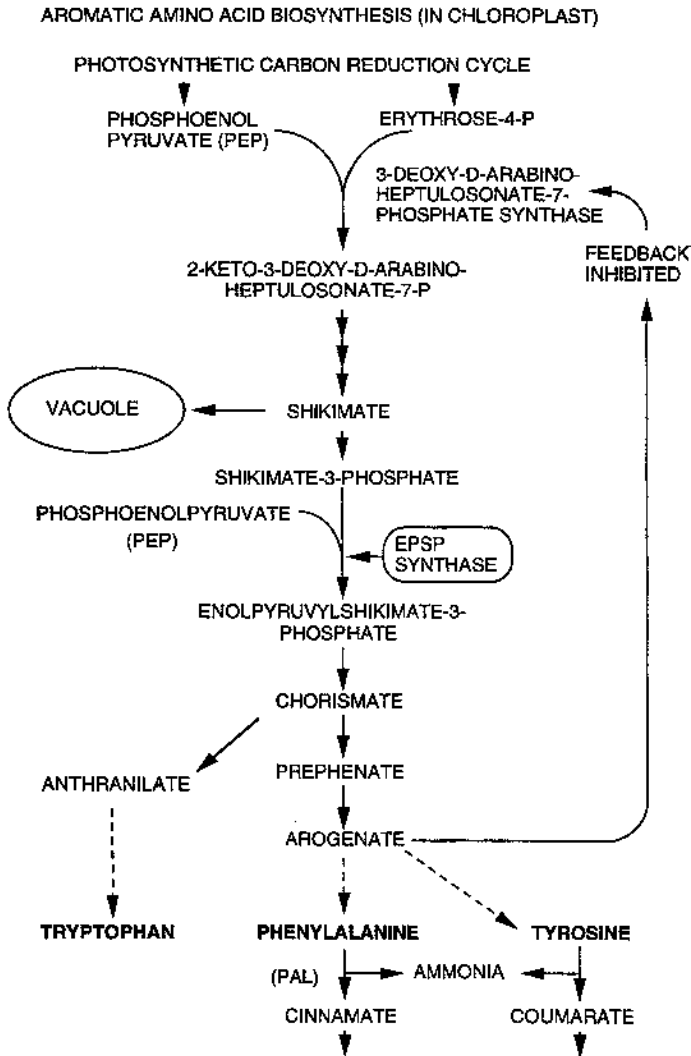 AROMATIC AMINO ACID BIOSYNTHESIS (IN CHLOROPLAST)
PHOTOSYNTHETIC CARBON REDUCTION CYCLE
PHOSPHOENOL
PYRUVATE (PEP)
ERYTHROSE-4-P
3-DEOXY-D-ARABINO-
HEPTULOSONATE-7-
PHOSPHATE SYNTHASE
FEEDBACK
INHIBITED
2-KETO-3-DEOXY-D-ARABINO-
HEPTULOSONATE-7-P
VACUOLE
SHIKIMATE
SHIKIMATE-3-PHOSPHATE
PHOSPHOENOLPYRUVATE
(PEP)
EPSP
SYNTHASE
ENOLPYRUVYLSHIKIMATE-3-
PHOSPHATE
CHORISMATE
ANTHRANILATE
PREPHENATE
AROGENATE
TRYPTOPHAN
PHENYLALANINE
TYROSINE
(PAL)
AMMONIA
CINNAMATE
COUMARATE